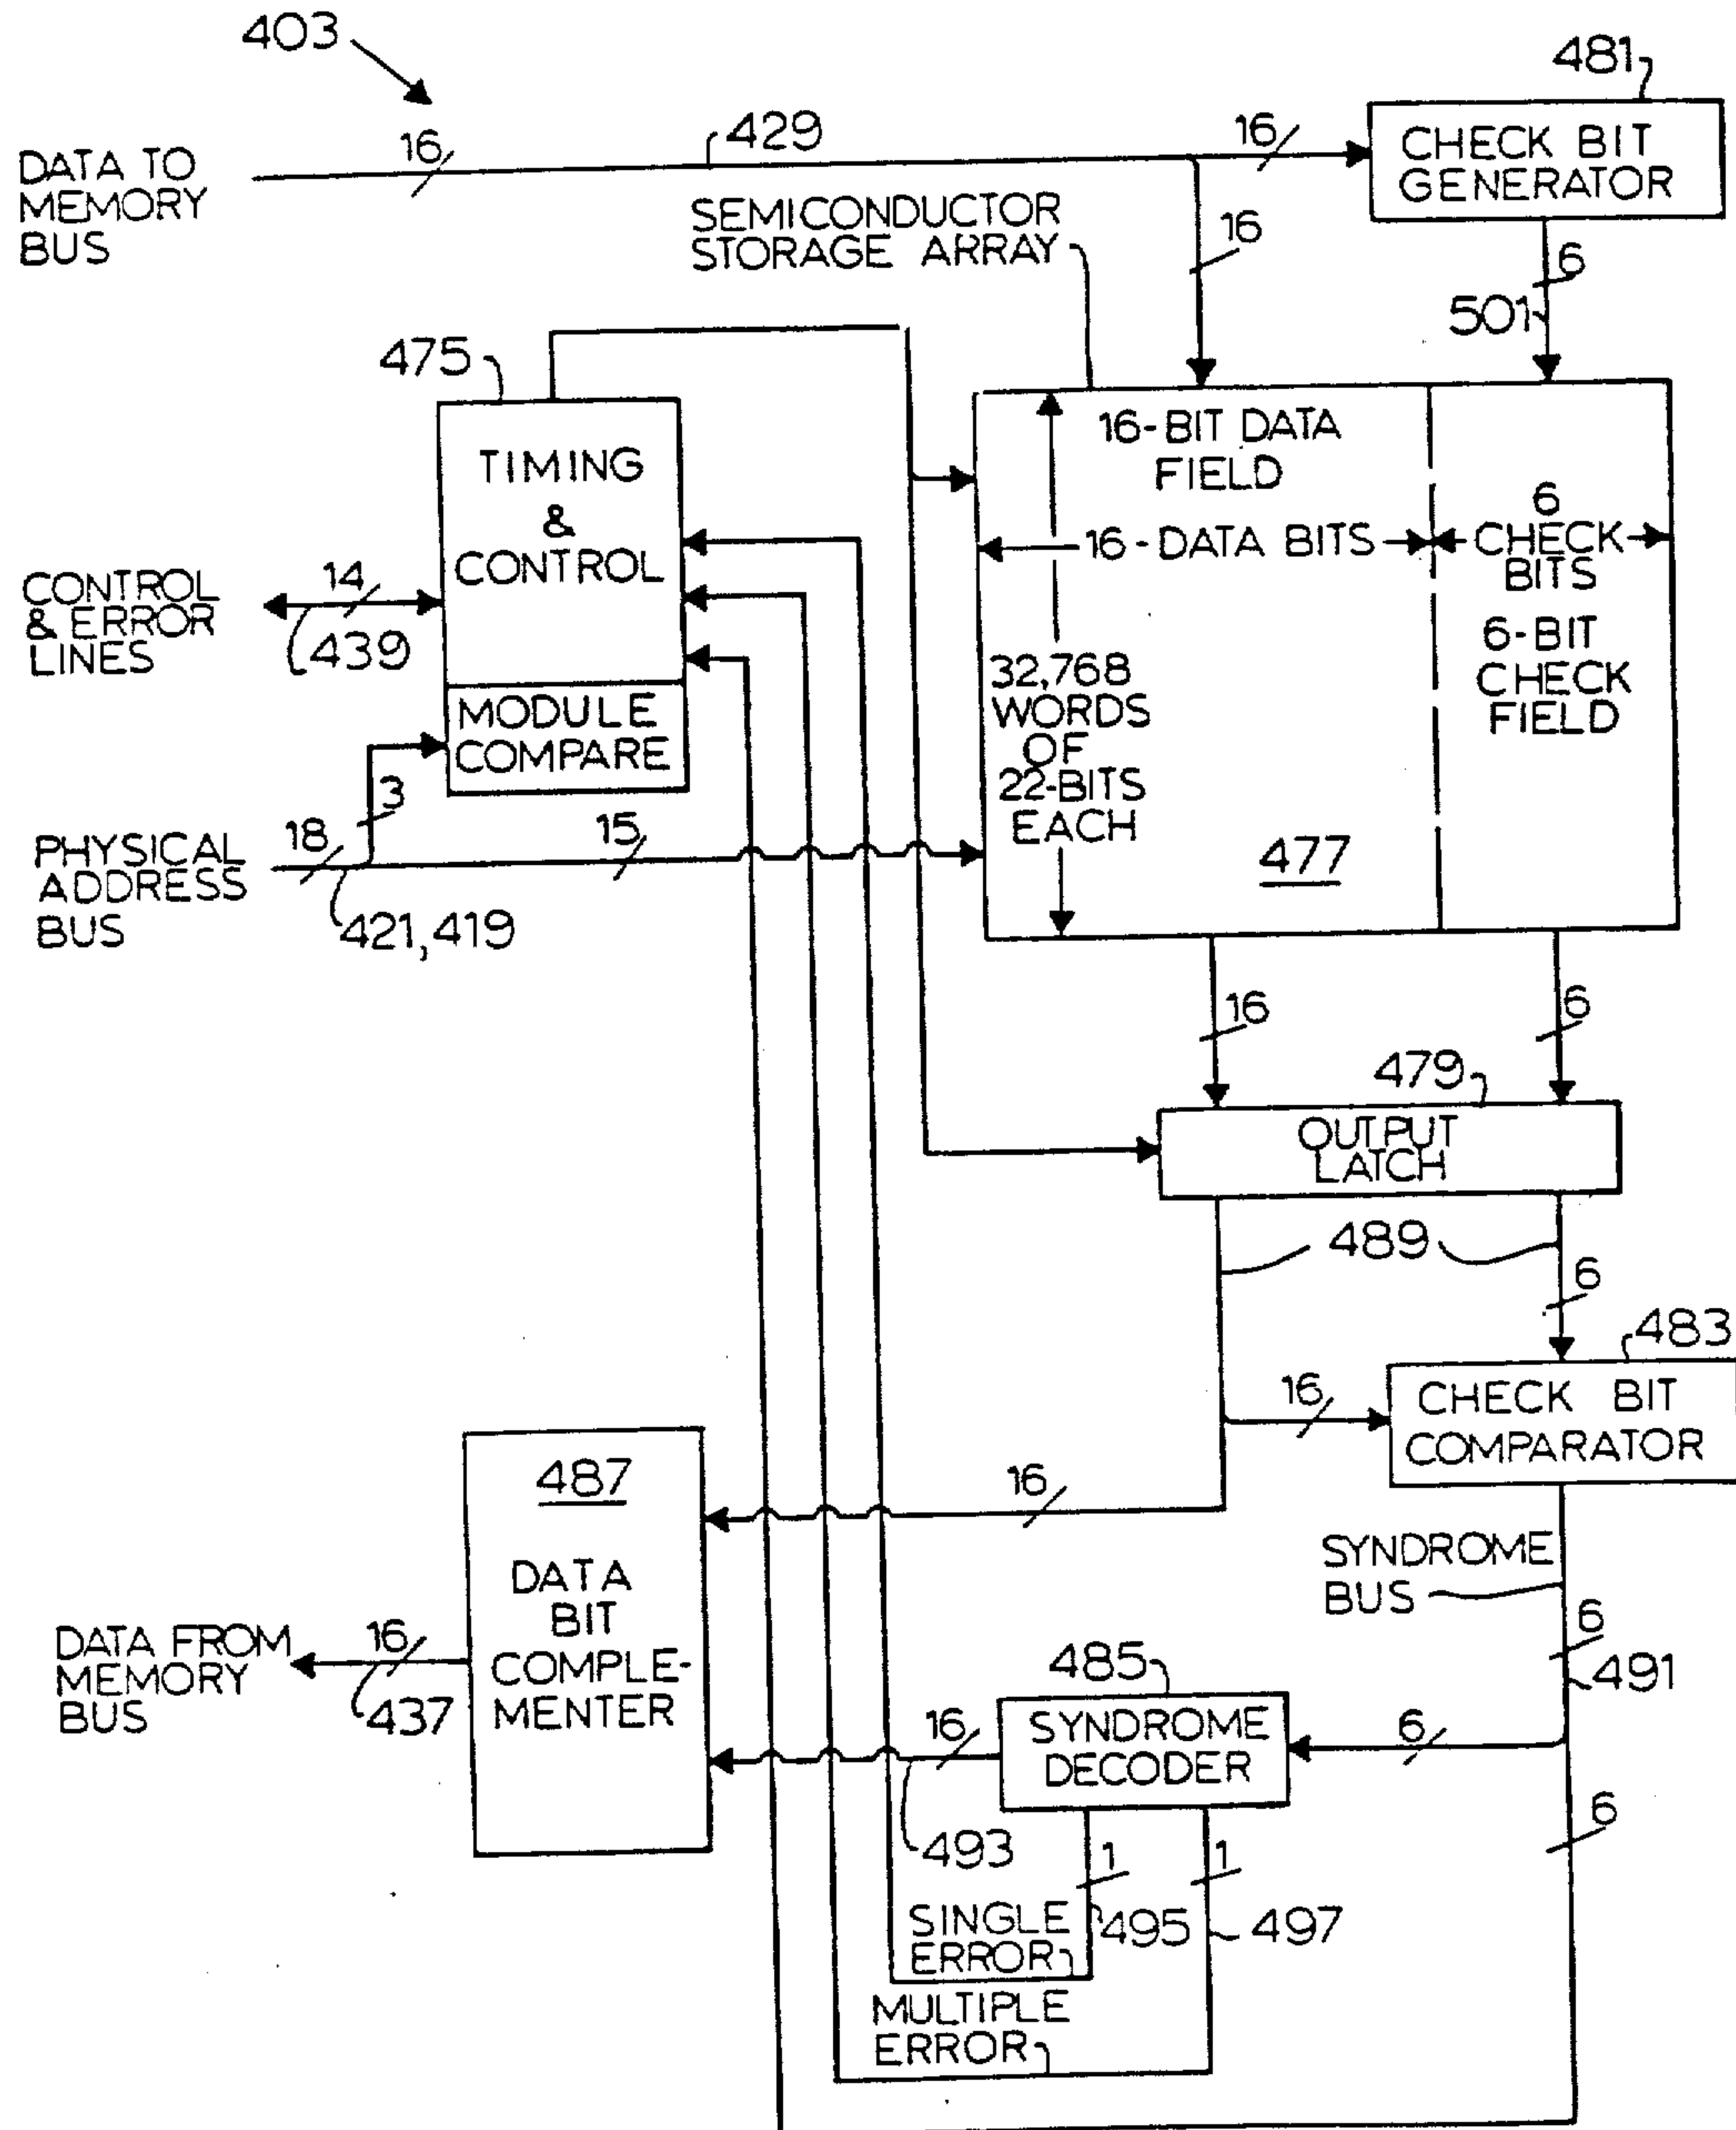 403
481
DATA TO
MEMORY
BUS
16
429
16
CHECK BIT
GENERATOR
SEMICONDUCTOR
STORAGE ARRAY
16
6
501
475
TIMING
&
CONTROL
16-BIT DATA
FIELD
16-DATA BITS
6
CHECK
BITS
6-BIT
CHECK
FIELD
CONTROL
& ERROR
LINES
14
439
MODULE
COMPARE
32,768
WORDS
OF
22-BITS
EACH
477
3
PHYSICAL
ADDRESS
BUS
18
15
421, 419
16
6
479
OUTPUT
LATCH
489
6
483
16
CHECK BIT
COMPARATOR
487
16
DATA
BIT
COMPLE-
MENTER
SYNDROME
BUS
6
491
DATA FROM
MEMORY
BUS
16
437
485
16
SYNDROME
DECODER
6
493
6
1
1
SINGLE
ERROR
495
497
MULTIPLE
ERROR